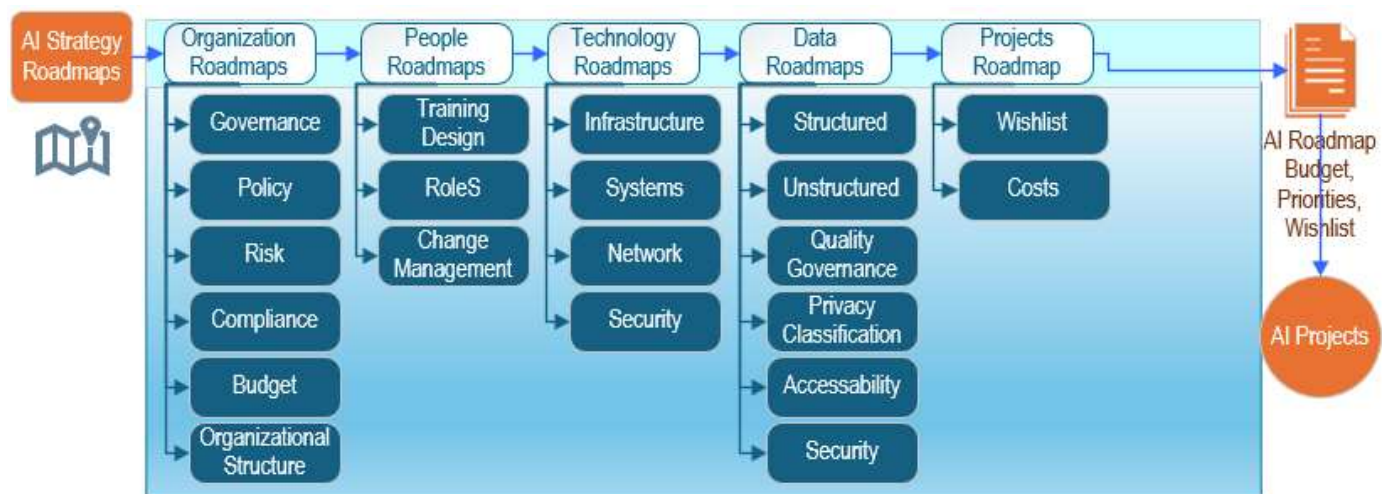 AI Strategy
Roadmaps
Organization
Roadmaps
People
Roadmaps
Technology
Roadmaps
Data
Roadmaps
Projects
Roadmap
Governance
Policy
Risk
Compliance
Budget
Organizational
Structure
Training
Design
RoleS
Change
Management
Infrastructure
Systems
Network
Security
Structured
Unstructured
Quality
Governance
Privacy
Classification
Accessability
Security
Wishlist
Costs
AI Roadmap
Budget,
Priorities,
Wishlist
AI Projects